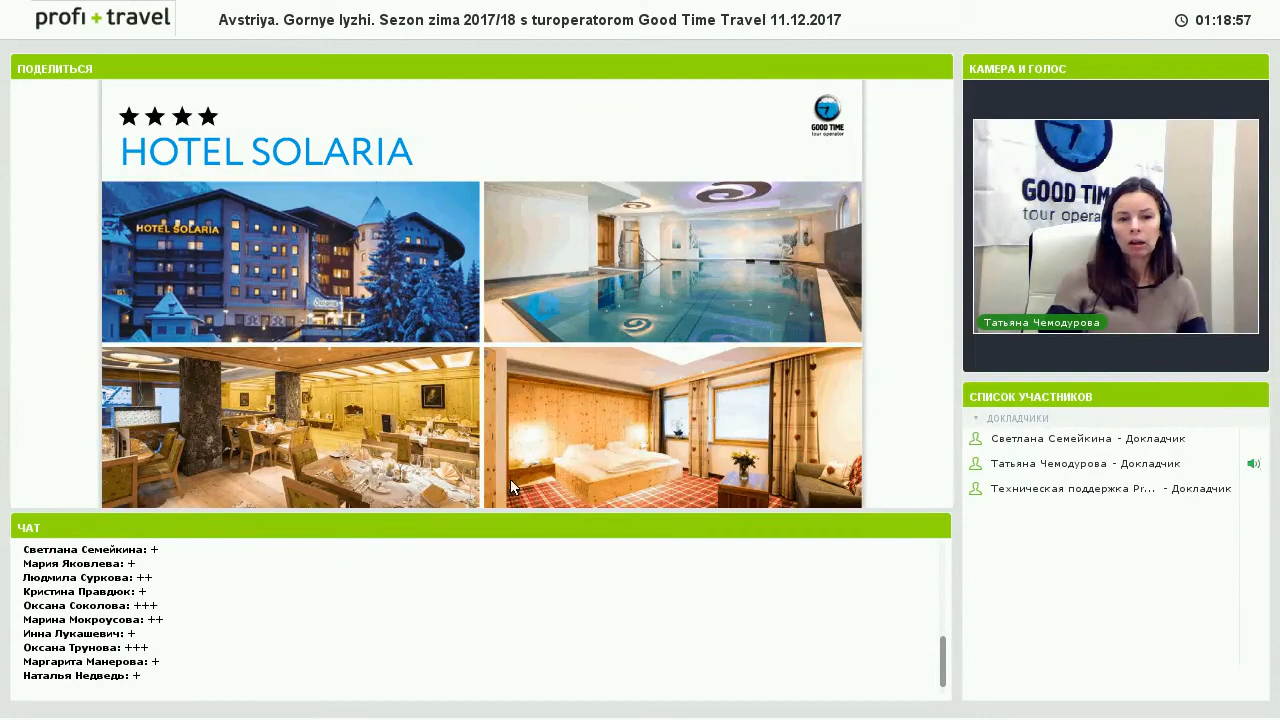 profi + travel
Avstriya. Gornye lyzhi. Sezon zima 2017/18 s turoperatorom Good Time Travel 11.12.2017
01:18:57
ПОДЕЛИТЬСЯ
★★★★
HOTEL SOLARIA
GOOD TIME
tour operator
HOTEL SOLARIA
КАМЕРА И ГОЛОС
GOOD TIM
tour opera
Татьяна Чемодурова
СПИСОК УЧАСТНИКОВ
ДОКЛАДЧИКИ
Светлана Семейкина - Докладчик
Татьяна Чемодурова - Докладчик
Техническая поддержка Pr... - Докладчик
ЧАТ
Светлана Семейкина: +
Мария Яковлева: +
Людмила Суркова: ++
Кристина Правдюк: +
Оксана Соколова: +++
Марина Мокроусова: ++
Инна Лукашевич: +
Оксана Трунова: +++
Маргарита Манерова: +
Наталья Недведь: +